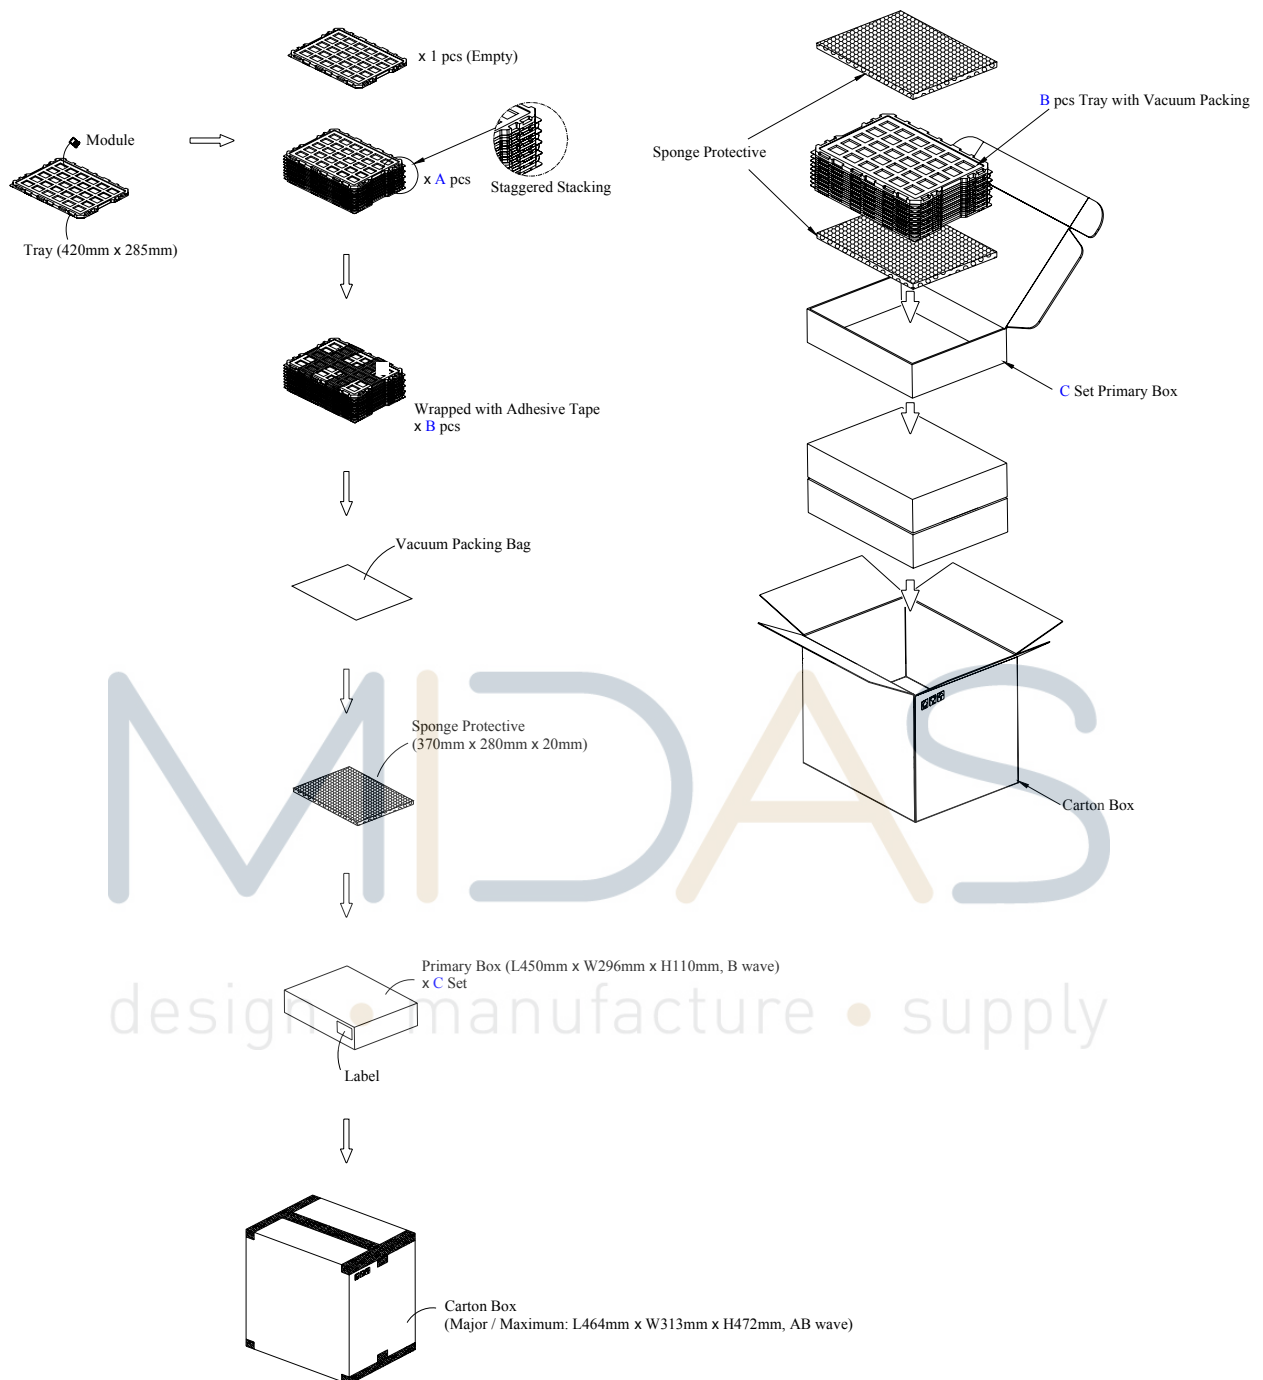 x 1 pcs (Empty)
Module
Tray (420mm x 285mm)
x A pcs
Staggered Stacking
Wrapped with Adhesive Tape
x B pcs
Vacuum Packing Bag
Sponge Protective
(370mm x 280mm x 20mm)
Primary Box (L450mm x W296mm x H110mm, B wave)
x C Set
Label
Carton Box
(Major / Maximum: L464mm x W313mm x H472mm, AB wave)
B pcs Tray with Vacuum Packing
Sponge Protective
C Set Primary Box
Carton Box
MIDAS
design • manufacture • supply